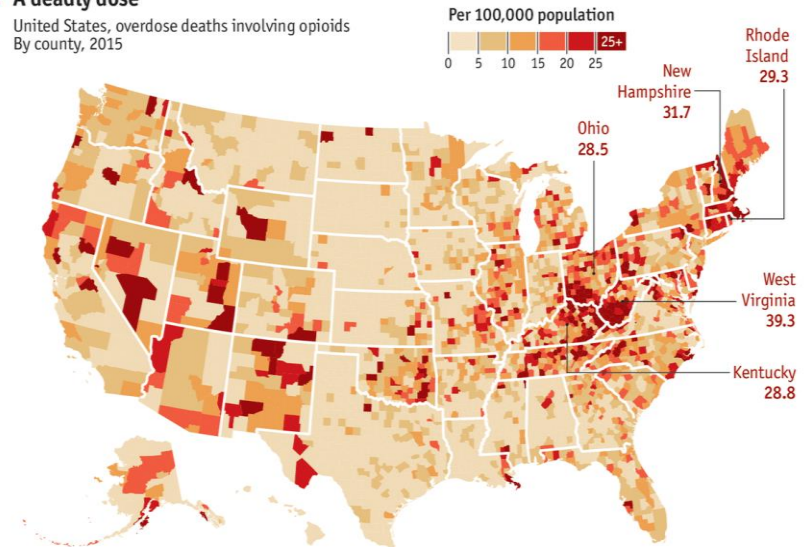 A deadly dose
United States, overdose deaths involving opioids
By county, 2015
Per 100,000 population
25+
0 5 10 15 20 25
Rhode
Island
29.3
New
Hampshire
31.7
Ohio
28.5
West
Virginia
39.3
Kentucky
28.8